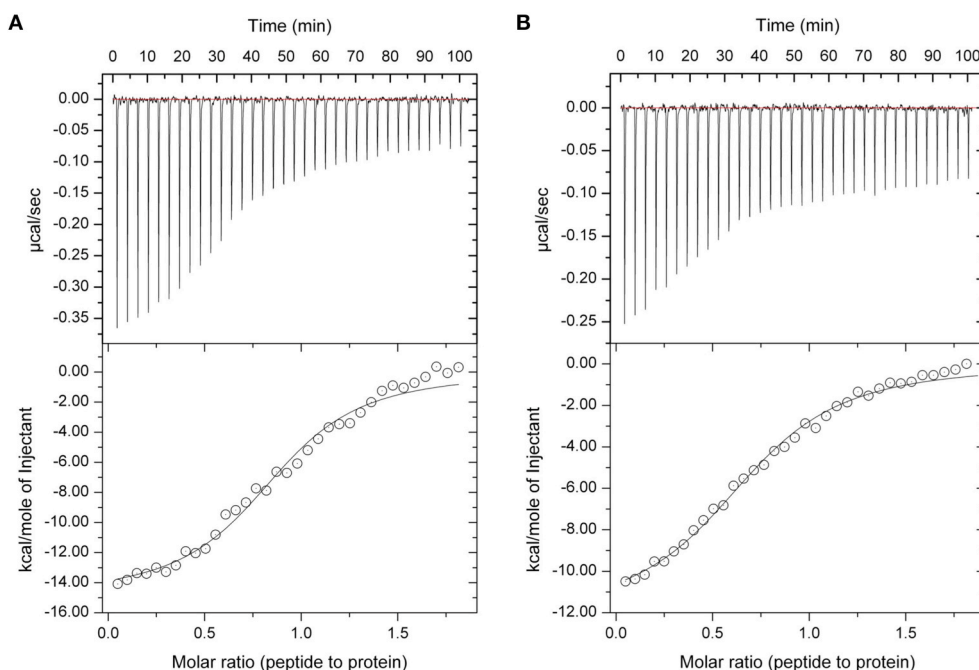 A
Time (min)
0 10 20 30 40 50 60 70 80 90 100
0.00
-0.05
-0.10
-0.15
-0.20
-0.25
-0.30
-0.35
µcal/sec
0.00
-2.00
-4.00
-6.00
-8.00
-10.00
-12.00
-14.00
-16.00
kcal/mole of Injectant
0.0 0.5 1.0 1.5
Molar ratio (peptide to protein)
B
Time (min)
0 10 20 30 40 50 60 70 80 90 100
0.00
-0.05
-0.10
-0.15
-0.20
-0.25
µcal/sec
0.00
-2.00
-4.00
-6.00
-8.00
-10.00
-12.00
kcal/mole of Injectant
0.0 0.5 1.0 1.5
Molar ratio (peptide to protein)